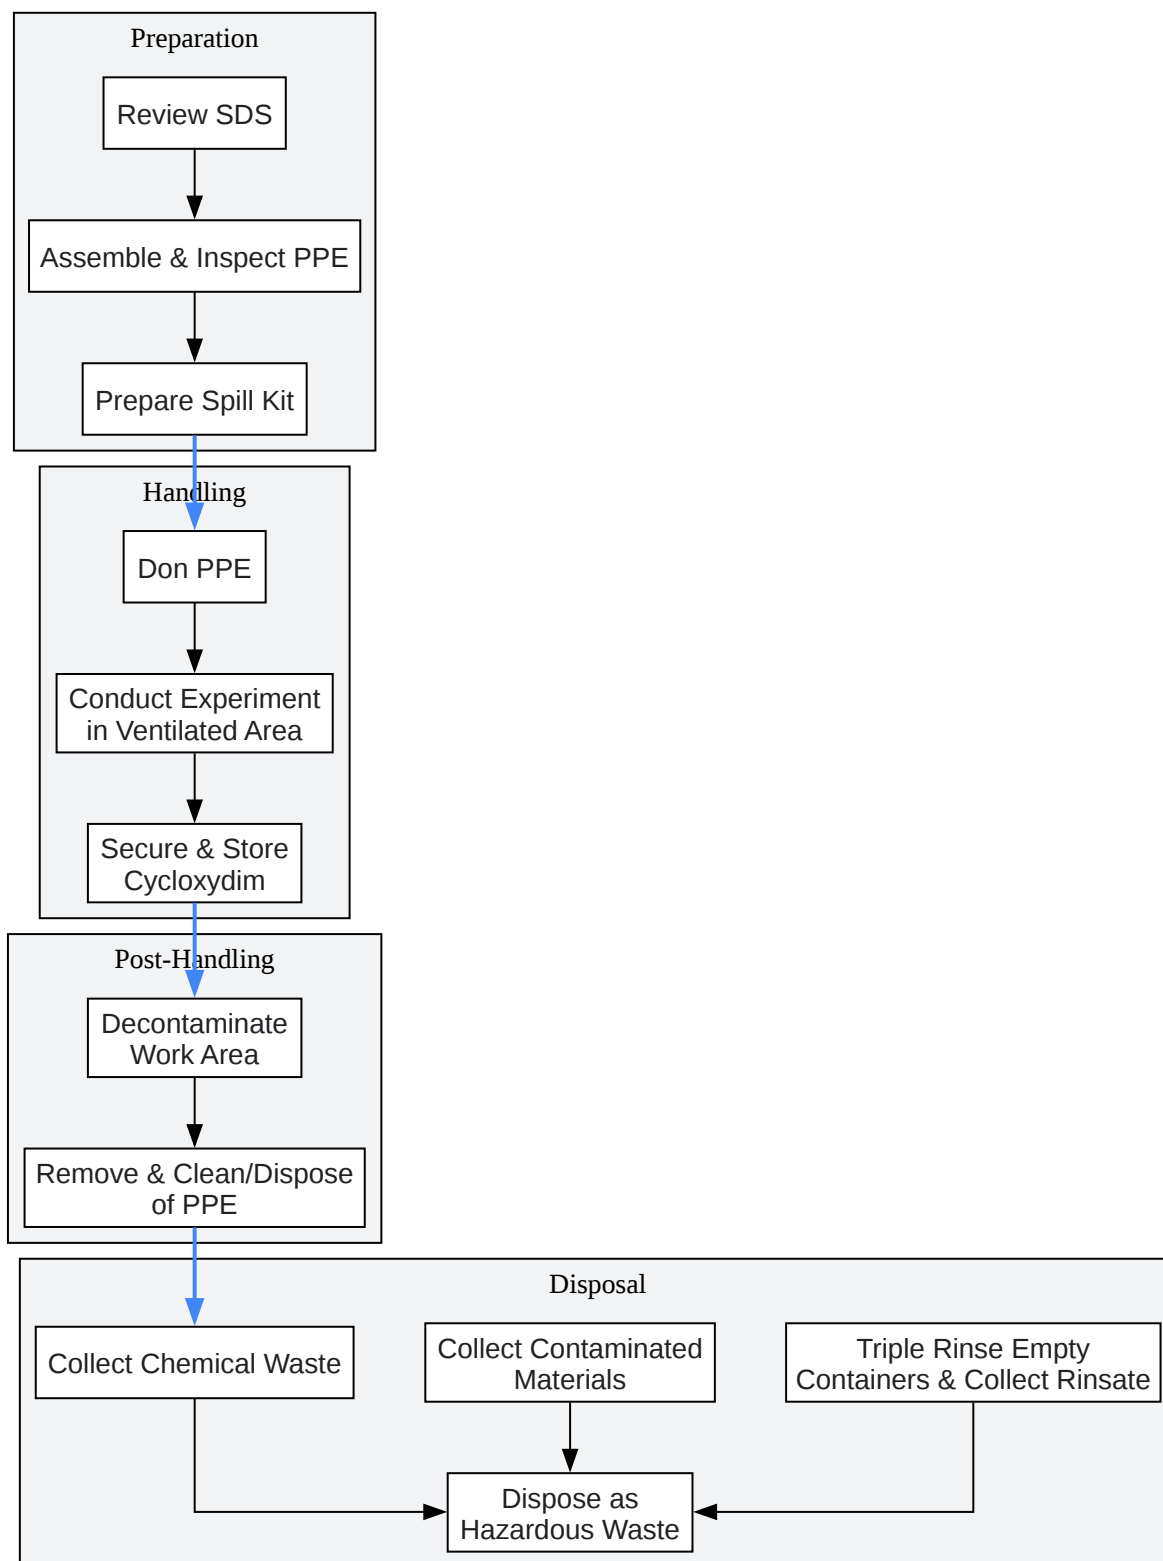 Preparation
Review SDS
Assemble & Inspect PPE
Prepare Spill Kit
Handling
Don PPE
Conduct Experiment
in Ventilated Area
Secure & Store
Cycloxydim
Post-Handling
Decontaminate
Work Area
Remove & Clean/Dispose
of PPE
Disposal
Collect Chemical Waste
Collect Contaminated
Materials
Triple Rinse Empty
Containers & Collect Rinsate
Dispose as
Hazardous Waste